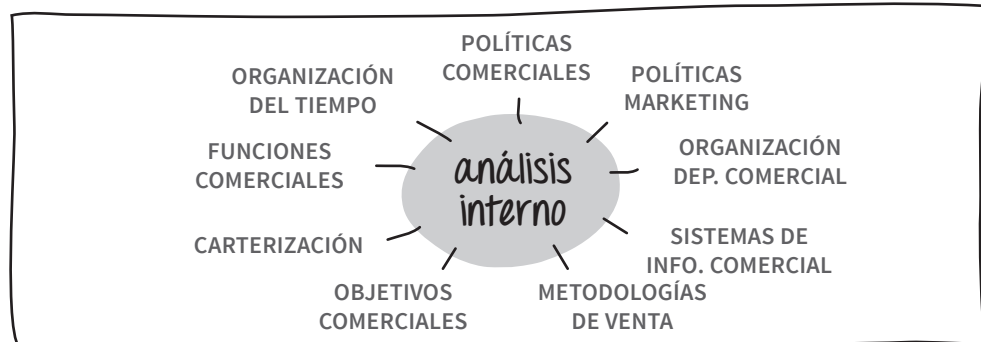 POLÍTICAS
COMERCIALES
POLÍTICAS
MARKETING
ORGANIZACIÓN
DEL TIEMPO
FUNCIONES
COMERCIALES
análisis
interno
ORGANIZACIÓN
DEP. COMERCIAL
CARTERIZACIÓN
SISTEMAS DE
INFO. COMERCIAL
OBJETIVOS
COMERCIALES
METODOLOGÍAS
DE VENTA